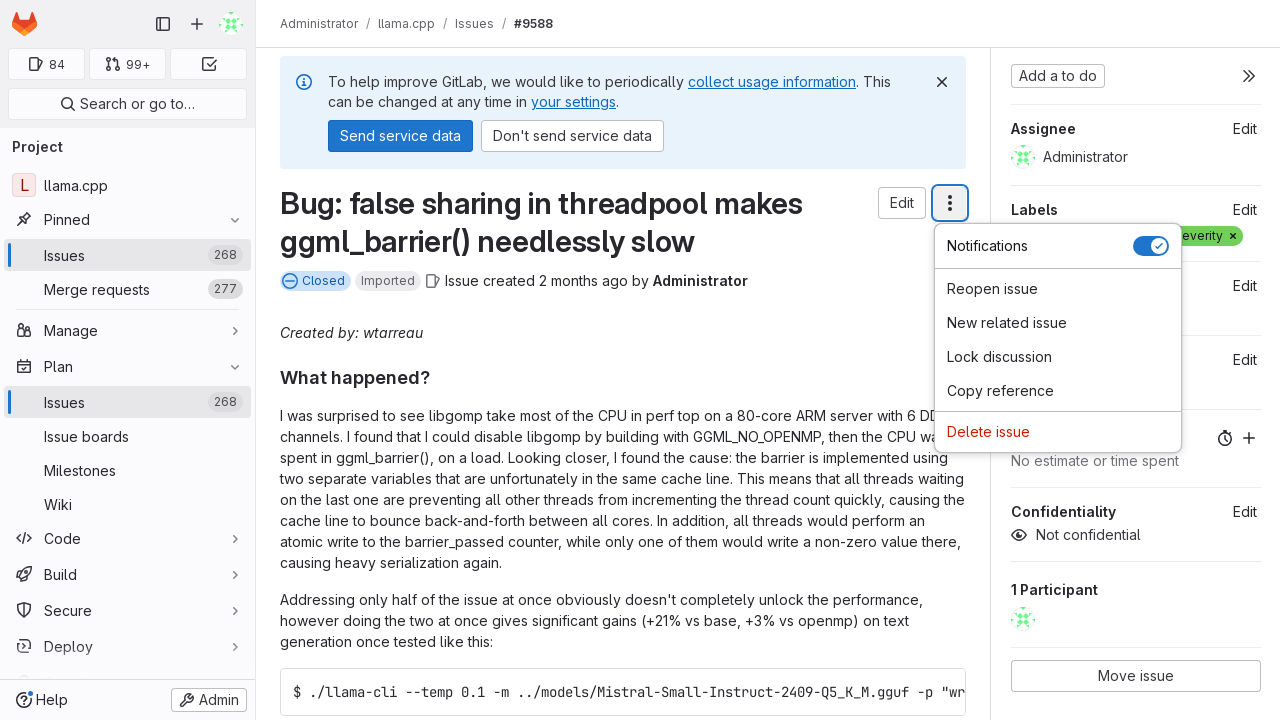 Administrator / llama.cpp / Issues / #9588
84
99+
Search or go to…
Project
L llama.cpp
Pinned
Issues 268
Merge requests 277
Manage
Plan
Issues 268
Issue boards
Milestones
Wiki
Code
Build
Secure
Deploy
Help
Admin
To help improve GitLab, we would like to periodically collect usage information. This
can be changed at any time in your settings.
Send service data
Don't send service data
Bug: false sharing in threadpool makes
ggml_barrier() needlessly slow
Edit
Closed Imported Issue created 2 months ago by Administrator
Created by: wtarreau
What happened?
I was surprised to see libgomp take most of the CPU in perf top on a 80-core ARM server with 6 DD
channels. I found that I could disable libgomp by building with GGML_NO_OPENMP, then the CPU wa
spent in ggml_barrier(), on a load. Looking closer, I found the cause: the barrier is implemented using
two separate variables that are unfortunately in the same cache line. This means that all threads waiting
on the last one are preventing all other threads from incrementing the thread count quickly, causing the
cache line to bounce back-and-forth between all cores. In addition, all threads would perform an
atomic write to the barrier_passed counter, while only one of them would write a non-zero value there,
causing heavy serialization again.
Addressing only half of the issue at once obviously doesn't completely unlock the performance,
however doing the two at once gives significant gains (+21% vs base, +3% vs openmp) on text
generation once tested like this:
$ ./llama-cli --temp 0.1 -m ../models/Mistral-Small-Instruct-2409-Q5_K_M.gguf -p "wr
Notifications
Reopen issue
New related issue
Lock discussion
Copy reference
Delete issue
Add a to do
Assignee Edit
Administrator
Labels Edit
everity
Edit
Edit
No estimate or time spent
Confidentiality Edit
Not confidential
1 Participant
Move issue